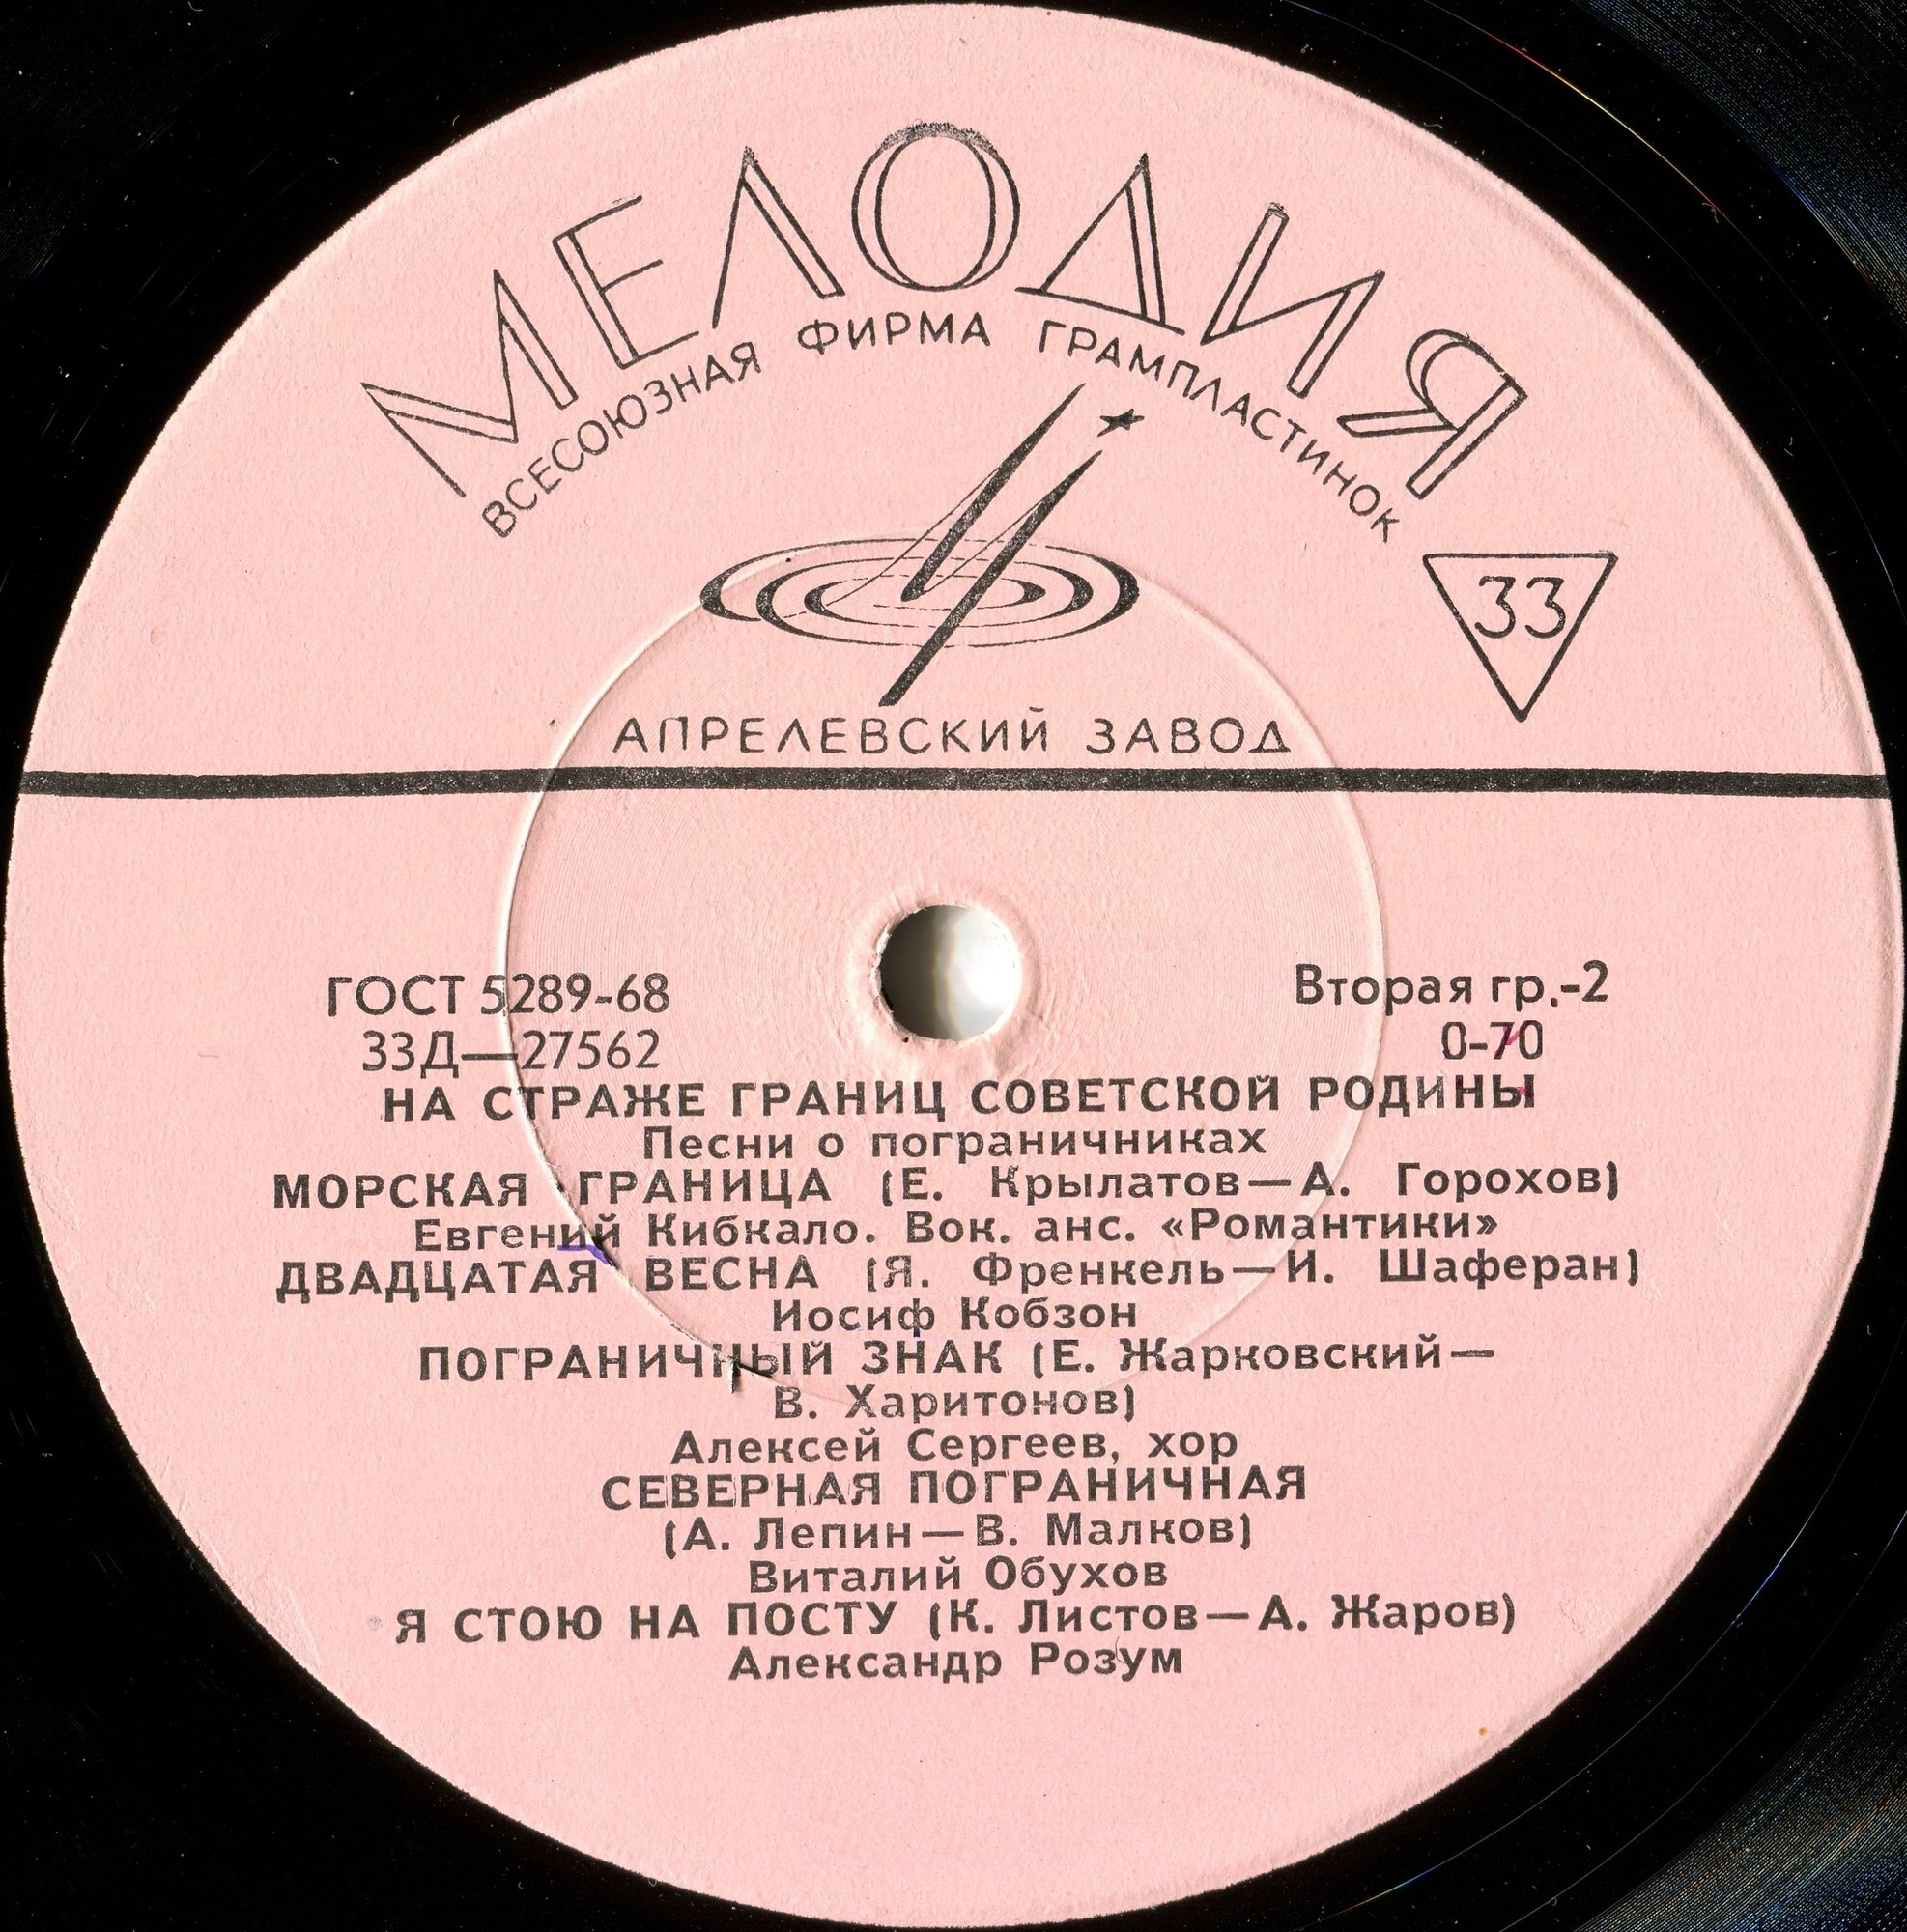 МЕЛОДИЯ
ВСЕСОЮЗНАЯ ФИРМА ГРАМПЛАСТИНОК
33
АПРЕЛЕВСКИЙ ЗАВОД
ГОСТ 5289-68 Вторая гр.-2
33Д—27562 0-70
НА СТРАЖЕ ГРАНИЦ СОВЕТСКОЙ РОДИНЫ
Песни о пограничниках
МОРСКАЯ ГРАНИЦА (Е. Крылатов—А. Горохов)
Евгений Кибкало. Вок. анс. «Романтики»
ДВАДЦАТАЯ ВЕСНА (Я. Френкель—И. Шаферан)
Иосиф Кобзон
ПОГРАНИЧНЫЙ ЗНАК (Е. Жарковский—
В. Харитонов)
Алексей Сергеев, хор
СЕВЕРНАЯ ПОГРАНИЧНАЯ
(А. Лепин—В. Малков)
Виталий Обухов
Я СТОЮ НА ПОСТУ (К. Листов—А. Жаров)
Александр Розум